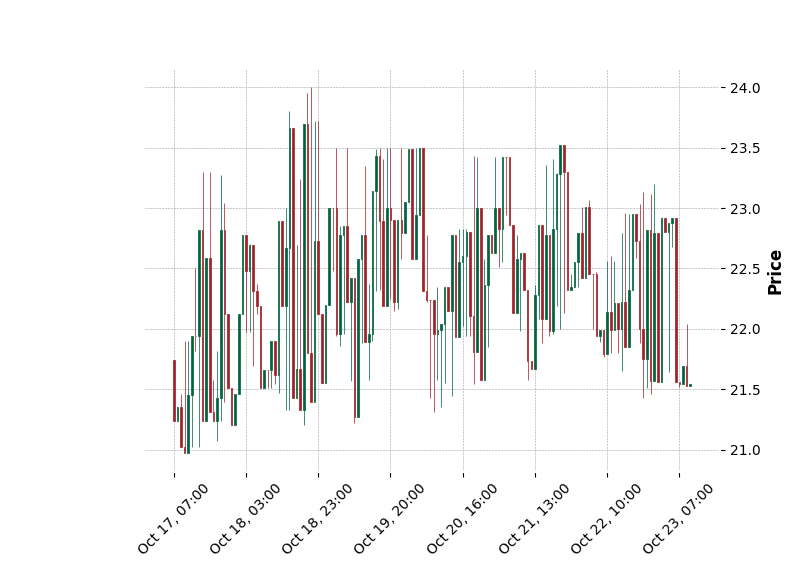 24.0
23.5
23.0
22.5
22.0
21.5
21.0
Price
Oct 17, 07:00
Oct 18, 03:00
Oct 18, 23:00
Oct 19, 20:00
Oct 20, 16:00
Oct 21, 13:00
Oct 22, 10:00
Oct 23, 07:00